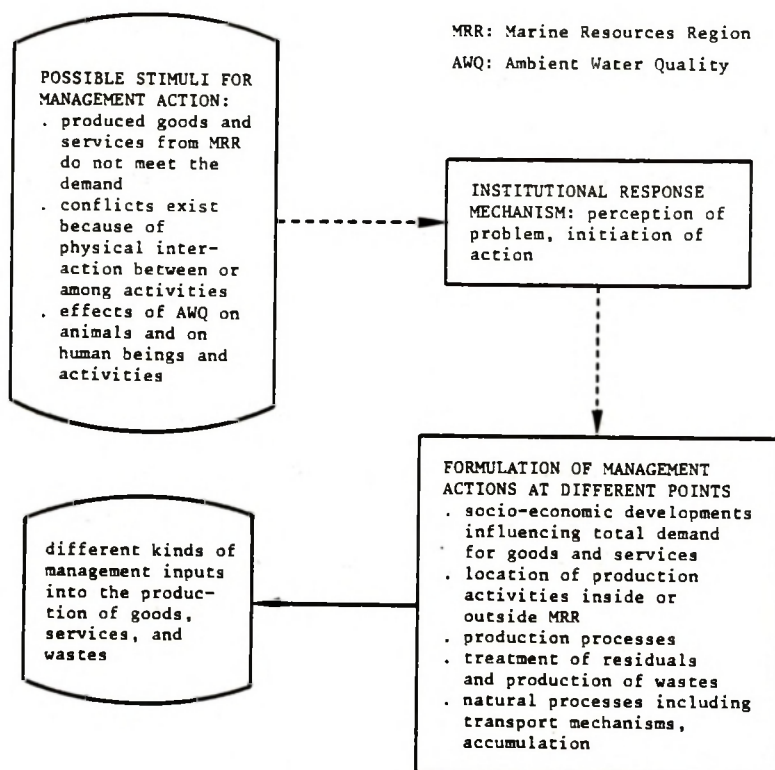 MRR: Marine Resources Region
AWQ: Ambient Water Quality
POSSIBLE STIMULI FOR
MANAGEMENT ACTION:
. produced goods and
services from MRR
do not meet the
demand
. conflicts exist
because of
physical inter-
action between or
among activities
. effects of AWQ on
animals and on
human beings and
activities
INSTITUTIONAL RESPONSE
MECHANISM: perception of
problem, initiation of
action
FORMULATION OF MANAGEMENT
ACTIONS AT DIFFERENT POINTS
. socio-economic developments
influencing total demand
for goods and services
. location of production
activities inside or
outside MRR
. production processes
. treatment of residuals
and production of wastes
. natural processes including
transport mechanisms,
accumulation
different kinds of
management inputs
into the produc-
tion of goods,
services, and
wastes